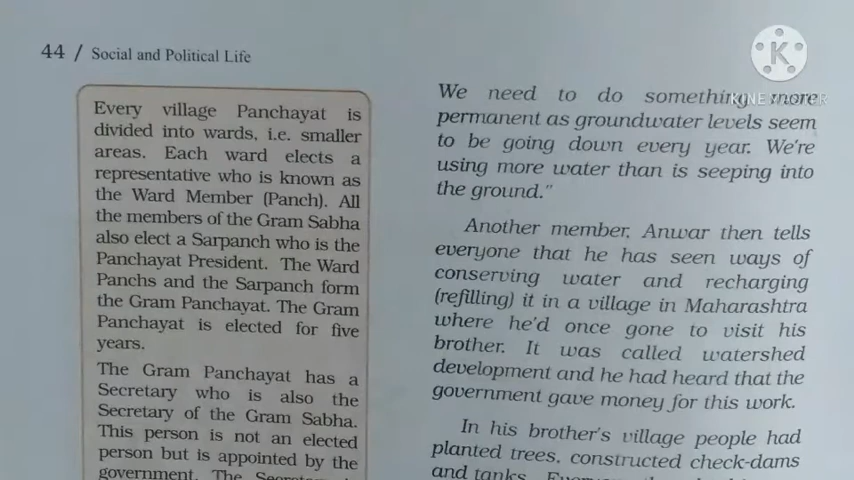 44 / Social and Political Life
Every village Panchayat is
divided into wards, i.e. smaller
areas. Each ward elects a
representative who is known as
the Ward Member (Panch). All
the members of the Gram Sabha
also elect a Sarpanch who is the
Panchayat President. The Ward
Panchs and the Sarpanch form
the Gram Panchayat. The Gram
Panchayat is elected for five
years.
The Gram Panchayat has a
Secretary who is also the
Secretary of the Gram Sabha.
This person is not an elected
person but is appointed by the
government. The
We need to do something more
permanent as groundwater levels seem
to be going down every year. We're
using more water than is seeping into
the ground."
Another member, Anwar then tells
everyone that he has seen ways of
conserving water and recharging
(refilling) it in a village in Maharashtra
where he'd once gone to visit his
brother. It was called watershed
development and he had heard that the
government gave money for this work.
In his brother's village people had
planted trees, constructed check-dams
and tanks.
K
KINEMASTER